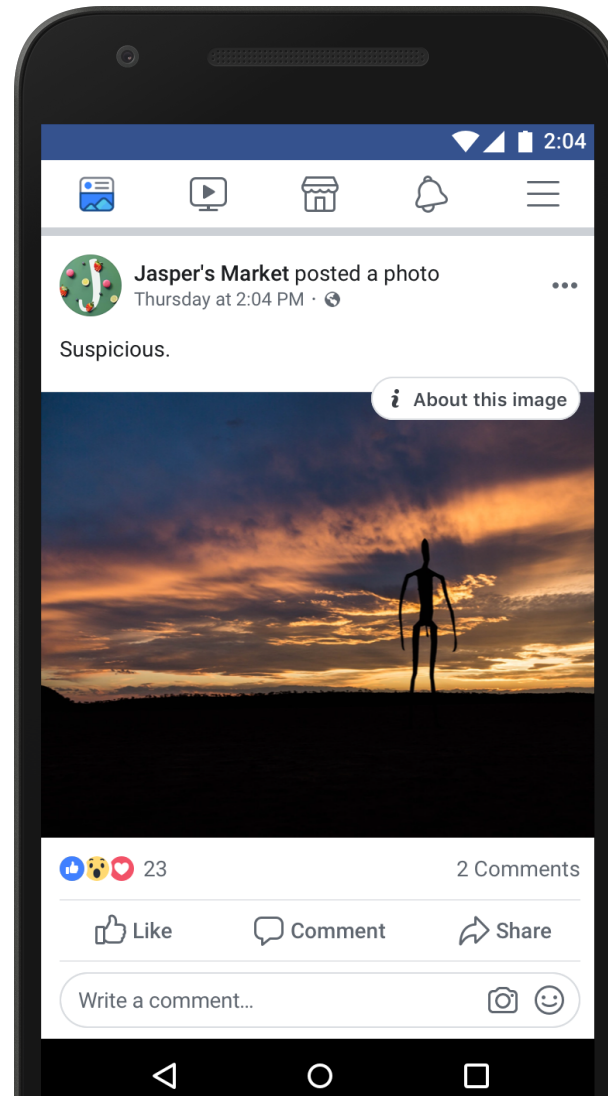 2:04
Jasper's Market posted a photo
Thursday at 2:04 PM ·
Suspicious.
i About this image
23
2 Comments
Like
Comment
Share
Write a comment...